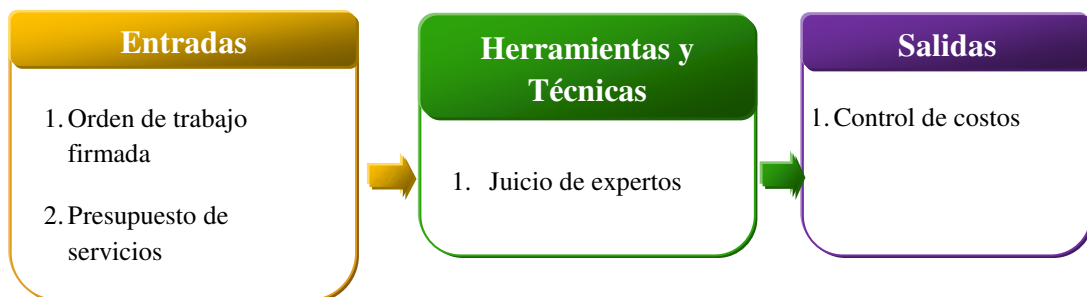 Entradas
1. Orden de trabajo
firmada
2. Presupuesto de
servicios
Herramientas y
Técnicas
1. Juicio de expertos
Salidas
1. Control de costos